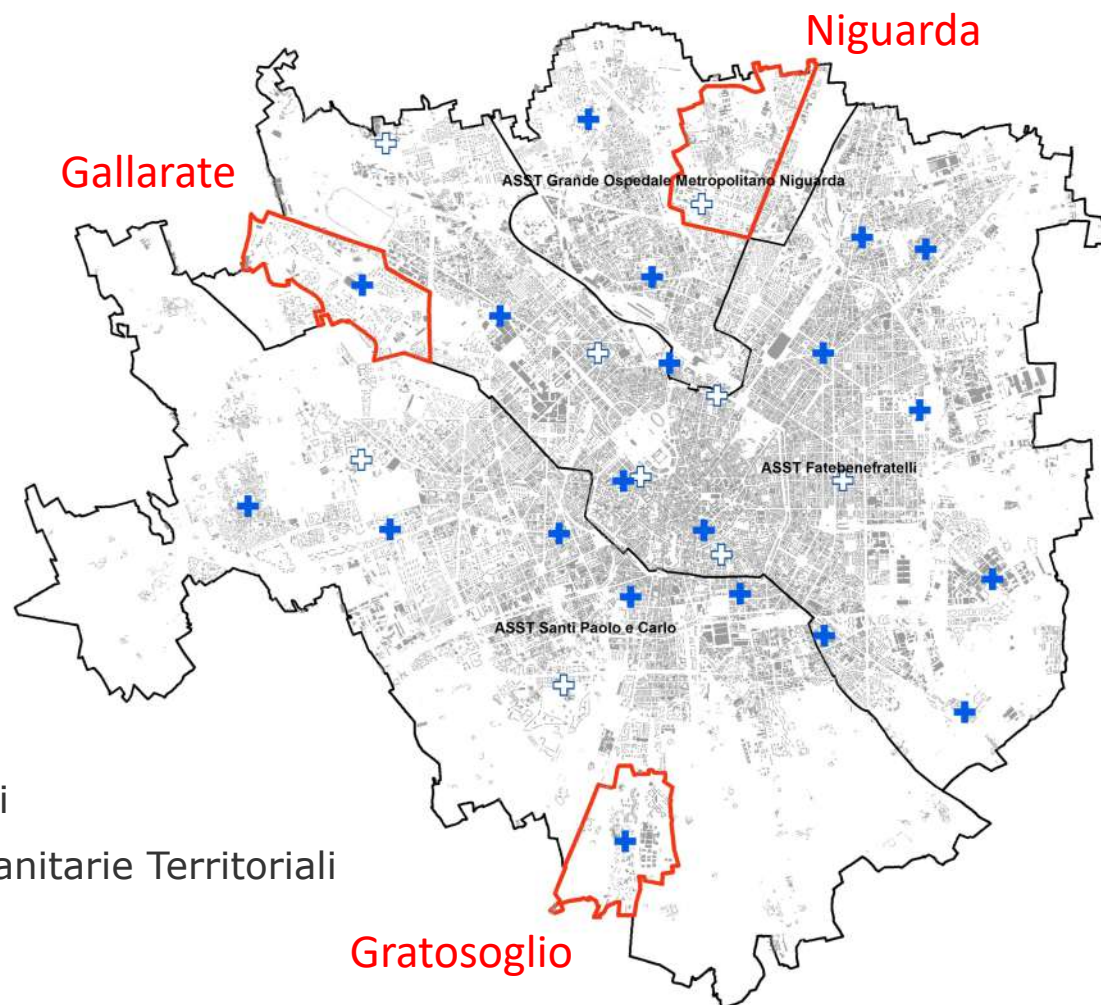 Niguarda
Gallarate
ASST Grande Ospedale Metropolitano Niguarda
ASST Fatebenefratelli
ASST Santi Paolo e Carlo
i
anitarie Territoriali
Gratosoglio